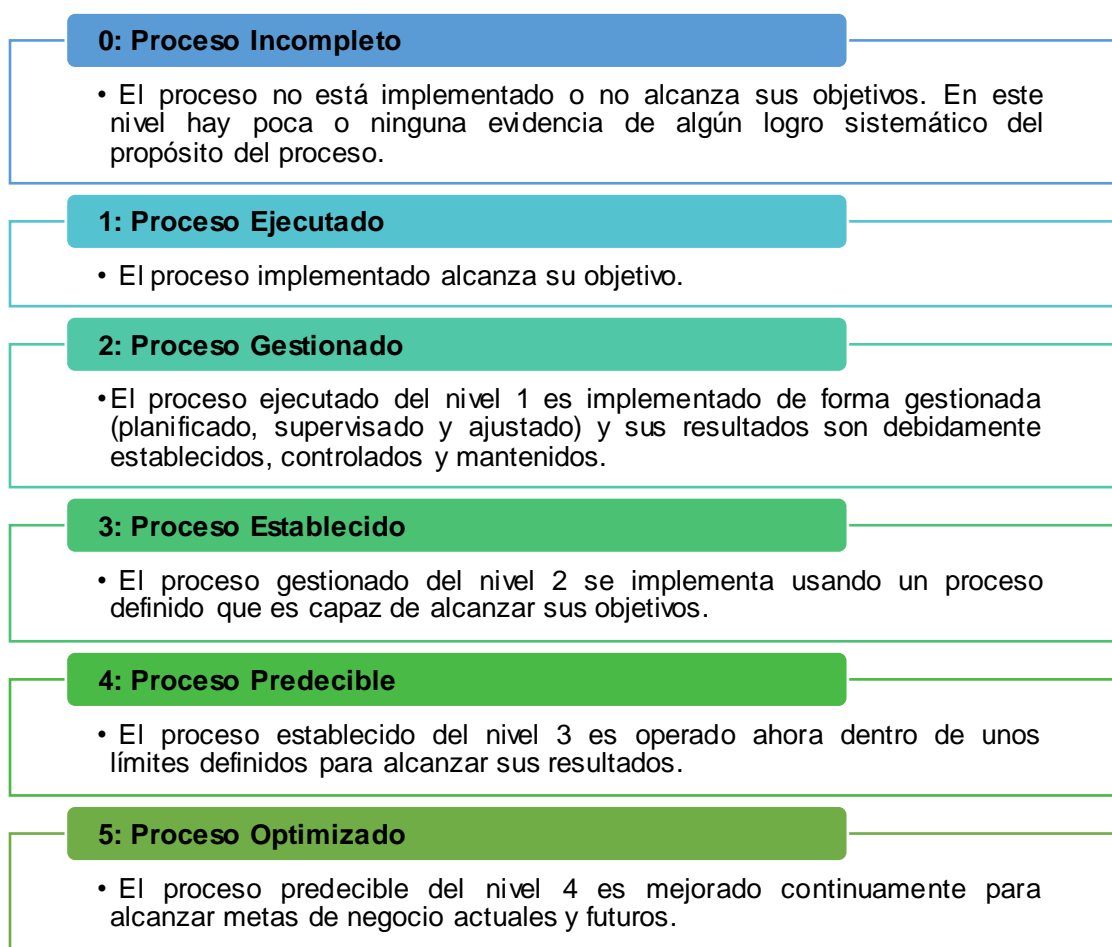 0: Proceso Incompleto
• El proceso no está implementado o no alcanza sus objetivos. En este
nivel hay poca o ninguna evidencia de algún logro sistemático del
propósito del proceso.
1: Proceso Ejecutado
• El proceso implementado alcanza su objetivo.
2: Proceso Gestionado
•El proceso ejecutado del nivel 1 es implementado de forma gestionada
(planificado, supervisado y ajustado) y sus resultados son debidamente
establecidos, controlados y mantenidos.
3: Proceso Establecido
• El proceso gestionado del nivel 2 se implementa usando un proceso
definido que es capaz de alcanzar sus objetivos.
4: Proceso Predecible
• El proceso establecido del nivel 3 es operado ahora dentro de unos
límites definidos para alcanzar sus resultados.
5: Proceso Optimizado
• El proceso predecible del nivel 4 es mejorado continuamente para
alcanzar metas de negocio actuales y futuros.